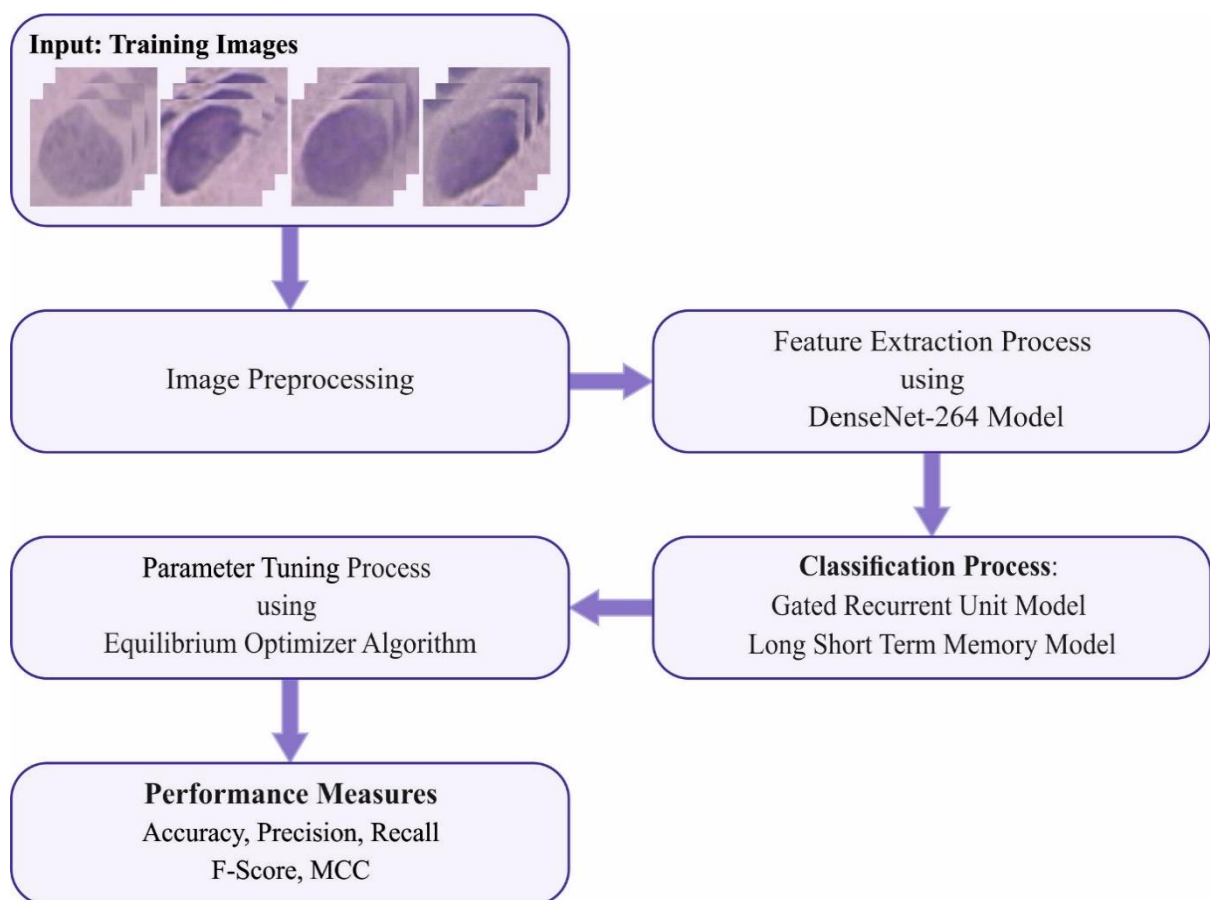 Input: Training Images
Image Preprocessing
Feature Extraction Process
using
DenseNet-264 Model
Classification Process:
Gated Recurrent Unit Model
Long Short Term Memory Model
Parameter Tuning Process
using
Equilibrium Optimizer Algorithm
Performance Measures
Accuracy, Precision, Recall
F-Score, MCC